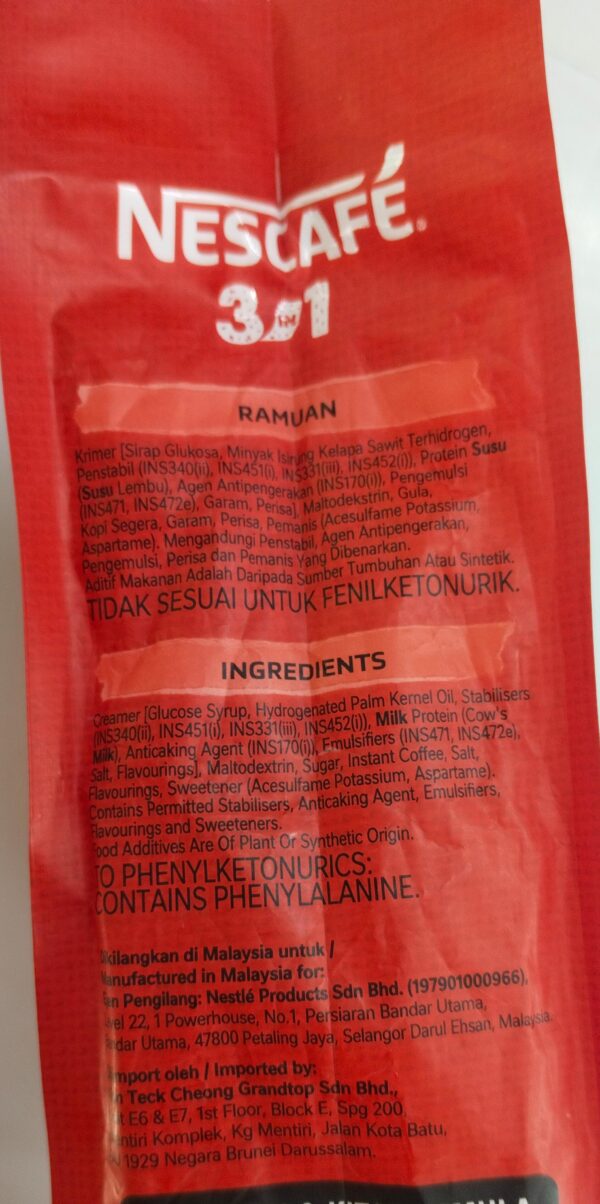 NESCAFÉ®
3 IN 1
RAMUAN
Krimer [Sirap Glukosa, Minyak Isirung Kelapa Sawit Terhidrogen,
Penstabil (INS340(ii), INS451(i), INS331(iii), INS452(i)), Protein Susu
(Susu Lembu), Agen Antipengerakan (INS170(i)), Pengemulsi
(INS471, INS472e), Garam, Perisa], Maltodekstrin, Gula,
Kopi Segera, Garam, Perisa, Pemanis (Acesulfame Potassium,
Aspartame). Mengandungi Penstabil, Agen Antipengerakan,
Pengemulsi, Perisa dan Pemanis Yang Dibenarkan.
Aditif Makanan Adalah Daripada Sumber Tumbuhan Atau Sintetik.
TIDAK SESUAI UNTUK FENILKETONURIK.
INGREDIENTS
Creamer [Glucose Syrup, Hydrogenated Palm Kernel Oil, Stabilisers
(INS340(ii), INS451(i), INS331(iii), INS452(i)), Milk Protein (Cow's
Milk), Anticaking Agent (INS170(i)), Emulsifiers (INS471, INS472e),
Salt, Flavourings], Maltodextrin, Sugar, Instant Coffee, Salt,
Flavourings, Sweetener (Acesulfame Potassium, Aspartame).
Contains Permitted Stabilisers, Anticaking Agent, Emulsifiers,
Flavourings and Sweeteners.
Food Additives Are Of Plant Or Synthetic Origin.
TO PHENYLKETONURICS:
CONTAINS PHENYLALANINE.
Dikilangkan di Malaysia untuk /
Manufactured in Malaysia for:
Pengilang: Nestlé Products Sdn Bhd. (197901000966),
Level 22, 1 Powerhouse, No.1, Persiaran Bandar Utama,
Bandar Utama, 47800 Petaling Jaya, Selangor Darul Ehsan, Malaysia.
Import oleh / Imported by:
Teck Cheong Grandtop Sdn Bhd.,
E6 & E7, 1st Floor, Block E, Spg 200,
Mentiri Komplek, Kg Mentiri, Jalan Kota Batu,
1929 Negara Brunei Darussalam.